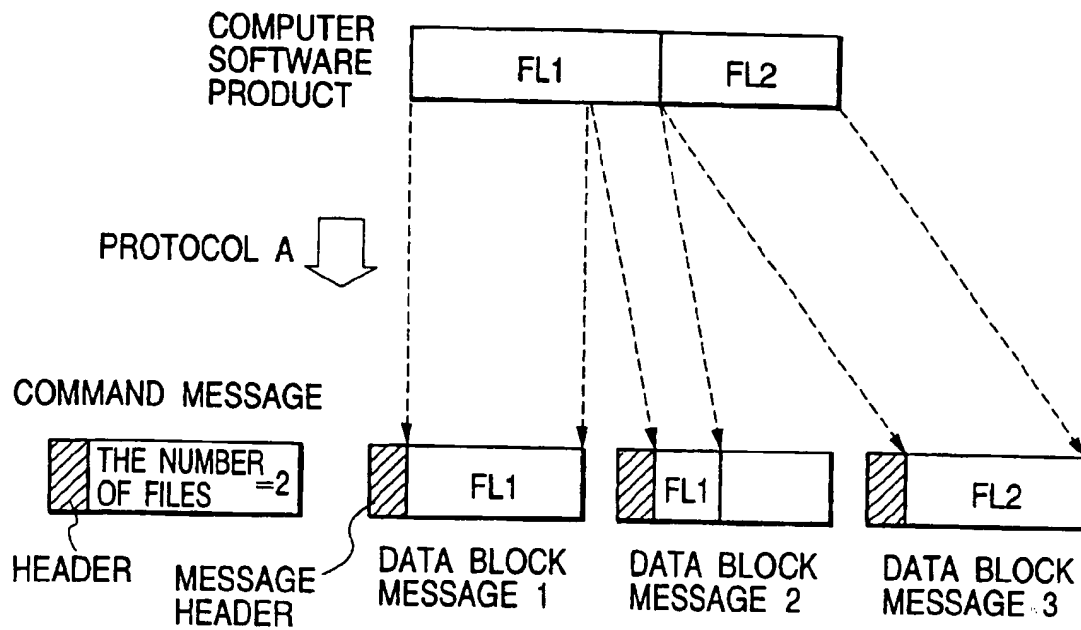 COMPUTER
SOFTWARE
PRODUCT
FL1
FL2
PROTOCOL A
COMMAND MESSAGE
THE NUMBER
OF FILES =2
FL1
FL1
FL2
HEADER
MESSAGE
HEADER
DATA BLOCK
MESSAGE 1
DATA BLOCK
MESSAGE 2
DATA BLOCK
MESSAGE 3